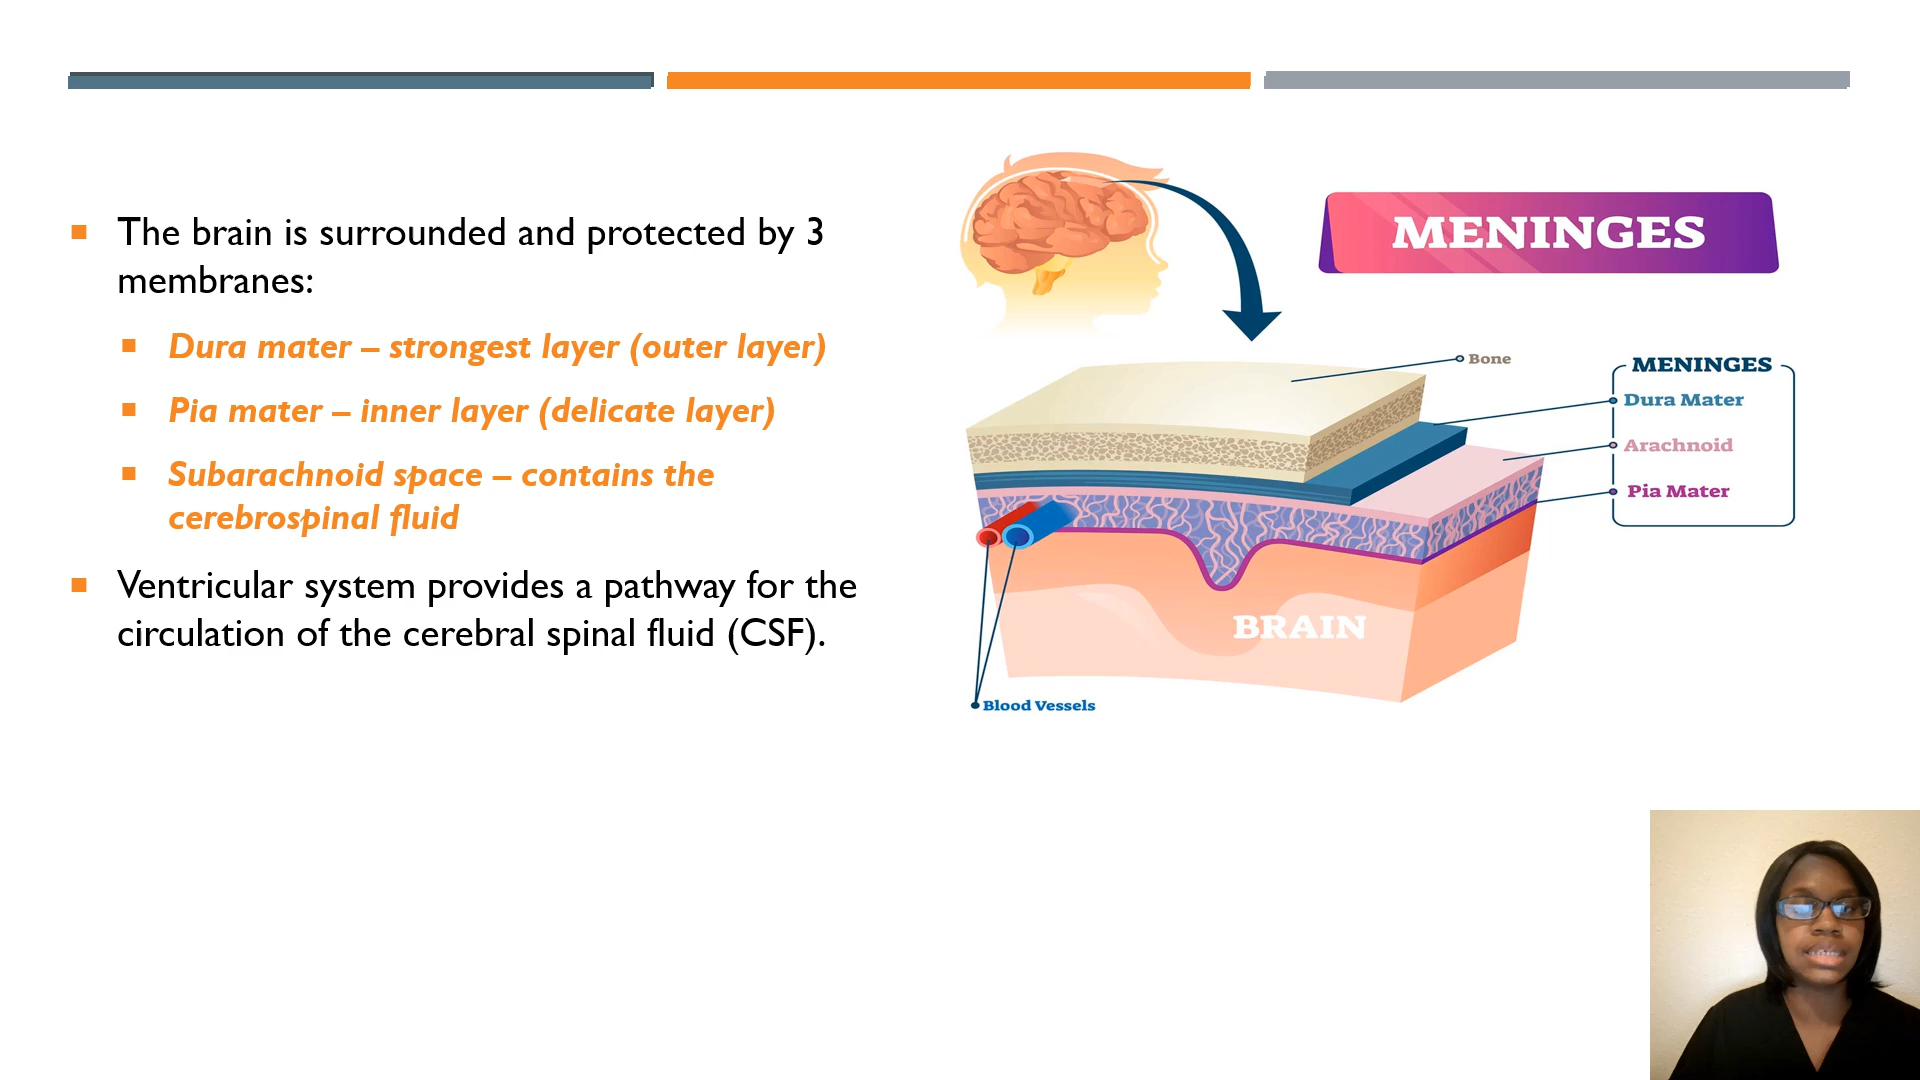 The brain is surrounded and protected by 3
membranes:
Dura mater – strongest layer (outer layer)
Pia mater – inner layer (delicate layer)
Subarachnoid space – contains the
cerebrospinal fluid
Ventricular system provides a pathway for the
circulation of the cerebral spinal fluid (CSF).
MENINGES
Bone
MENINGES
Dura Mater
Arachnoid
Pia Mater
BRAIN
Blood Vessels